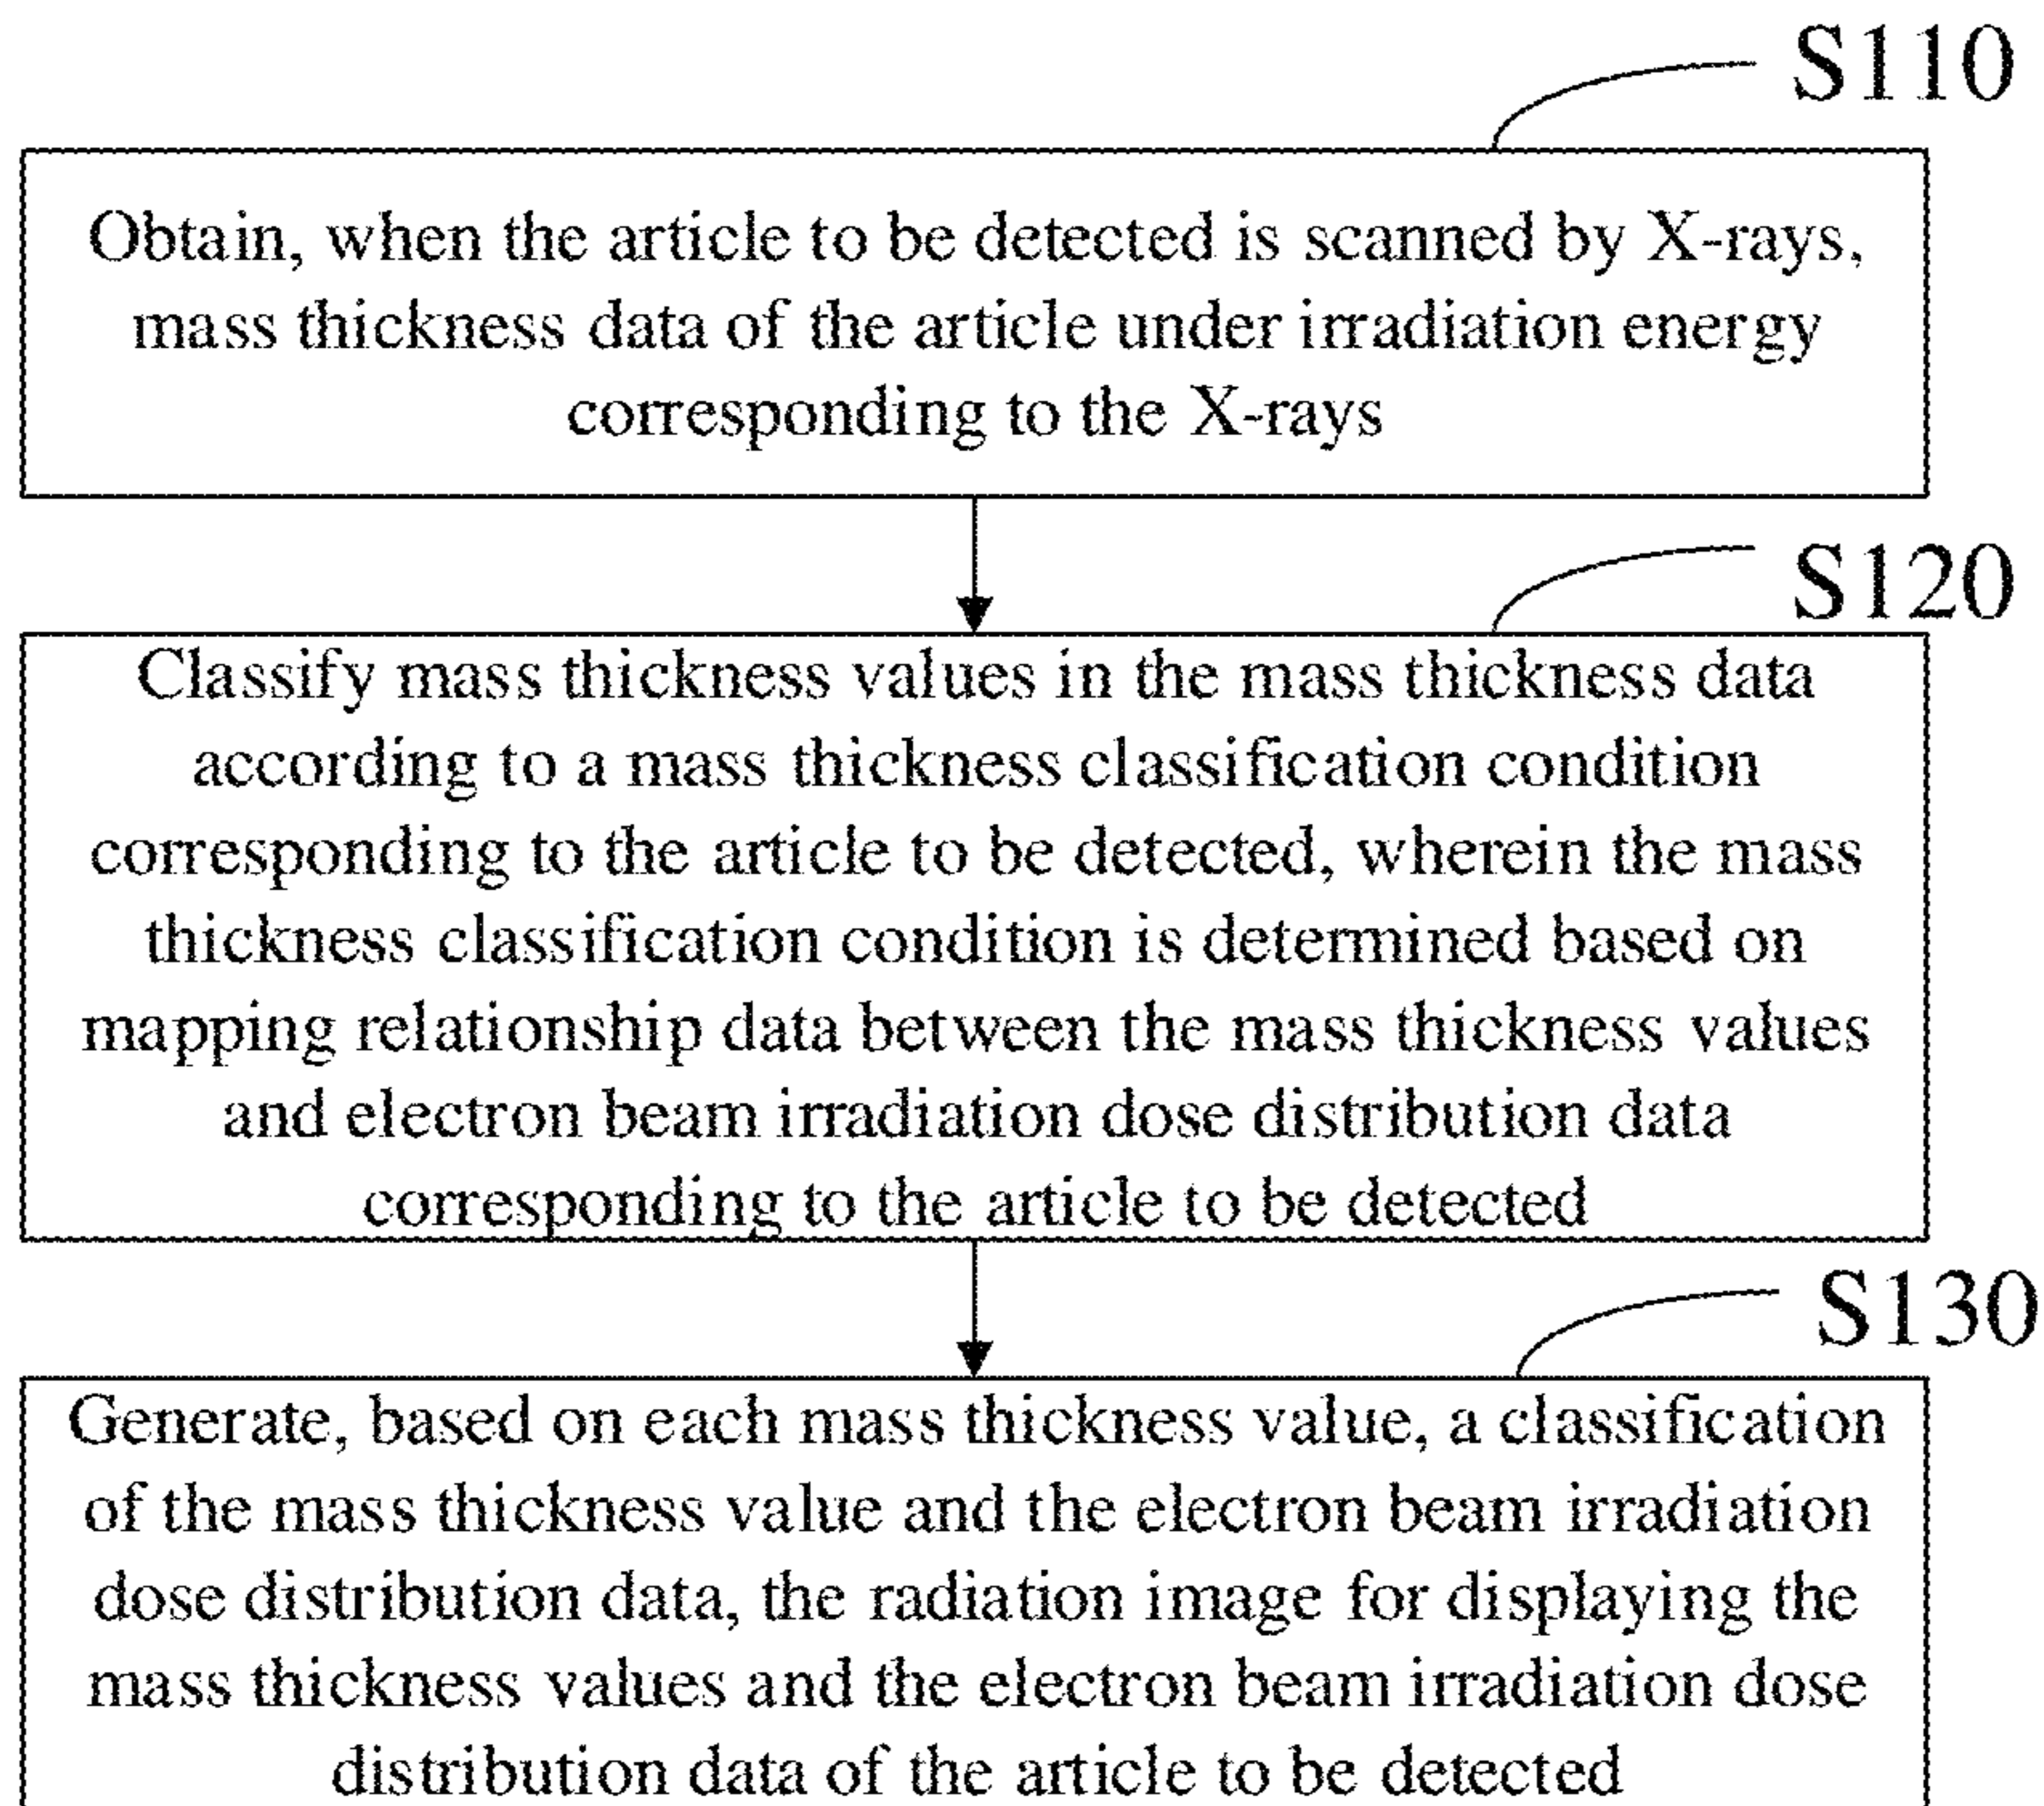 S110
Obtain, when the article to be detected is scanned by X-rays,
mass thickness data of the article under irradiation energy
corresponding to the X-rays
S120
Classify mass thickness values in the mass thickness data
according to a mass thickness classification condition
corresponding to the article to be detected, wherein the mass
thickness classification condition is determined based on
mapping relationship data between the mass thickness values
and electron beam irradiation dose distribution data
corresponding to the article to be detected
S130
Generate, based on each mass thickness value, a classification
of the mass thickness value and the electron beam irradiation
dose distribution data, the radiation image for displaying the
mass thickness values and the electron beam irradiation dose
distribution data of the article to be detected